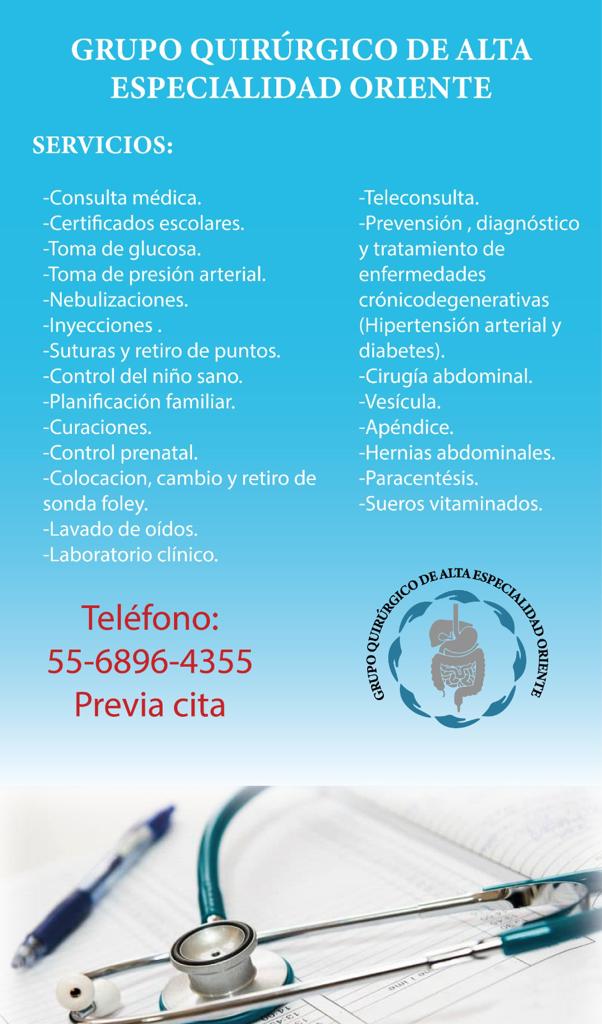 GRUPO QUIRÚRGICO DE ALTA
ESPECIALIDAD ORIENTE
SERVICIOS:
-Consulta médica.
-Certificados escolares.
-Toma de glucosa.
-Toma de presión arterial.
-Nebulizaciones.
-Inyecciones .
-Suturas y retiro de puntos.
-Control del niño sano.
-Planificación familiar.
-Curaciones.
-Control prenatal.
-Colocacion, cambio y retiro de
sonda foley.
-Lavado de oídos.
-Laboratorio clínico.
-Teleconsulta.
-Prevensión , diagnóstico
y tratamiento de
enfermedades
crónicodegenerativas
(Hipertensión arterial y
diabetes).
-Cirugía abdominal.
-Vesícula.
-Apéndice.
-Hernias abdominales.
-Paracentésis.
-Sueros vitaminados.
Teléfono:
55-6896-4355
Previa cita
GRUPO QUIRÚRGICO DE ALTA ESPECIALIDAD ORIENTE